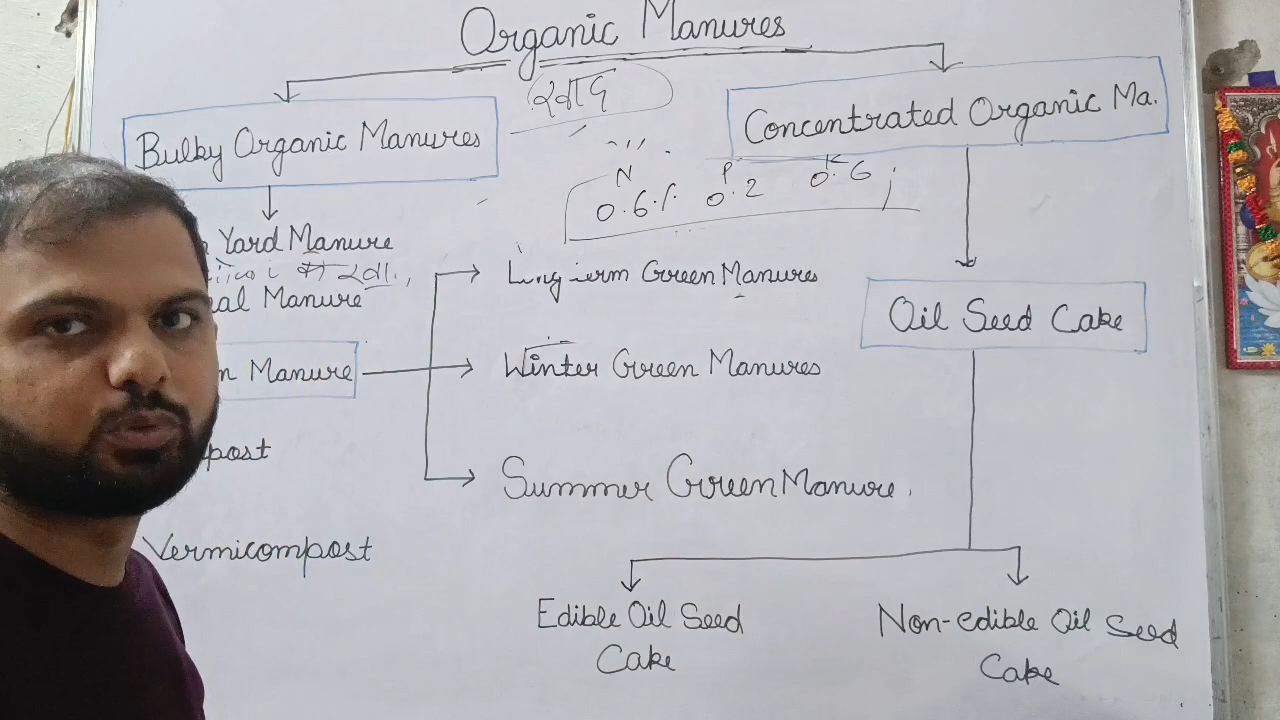 Organic Manures
खाद
Bulky Organic Manures
Concentrated Organic Ma.
N P K
0.6% 0.2 0.6
Yard Manure
Manure
n Manure
post
Vermicompost
Long term Green Manures
Winter Green Manures
Summer Green Manure.
Oil Seed Cake
Edible Oil Seed
Cake
Non-edible Oil Seed
Cake